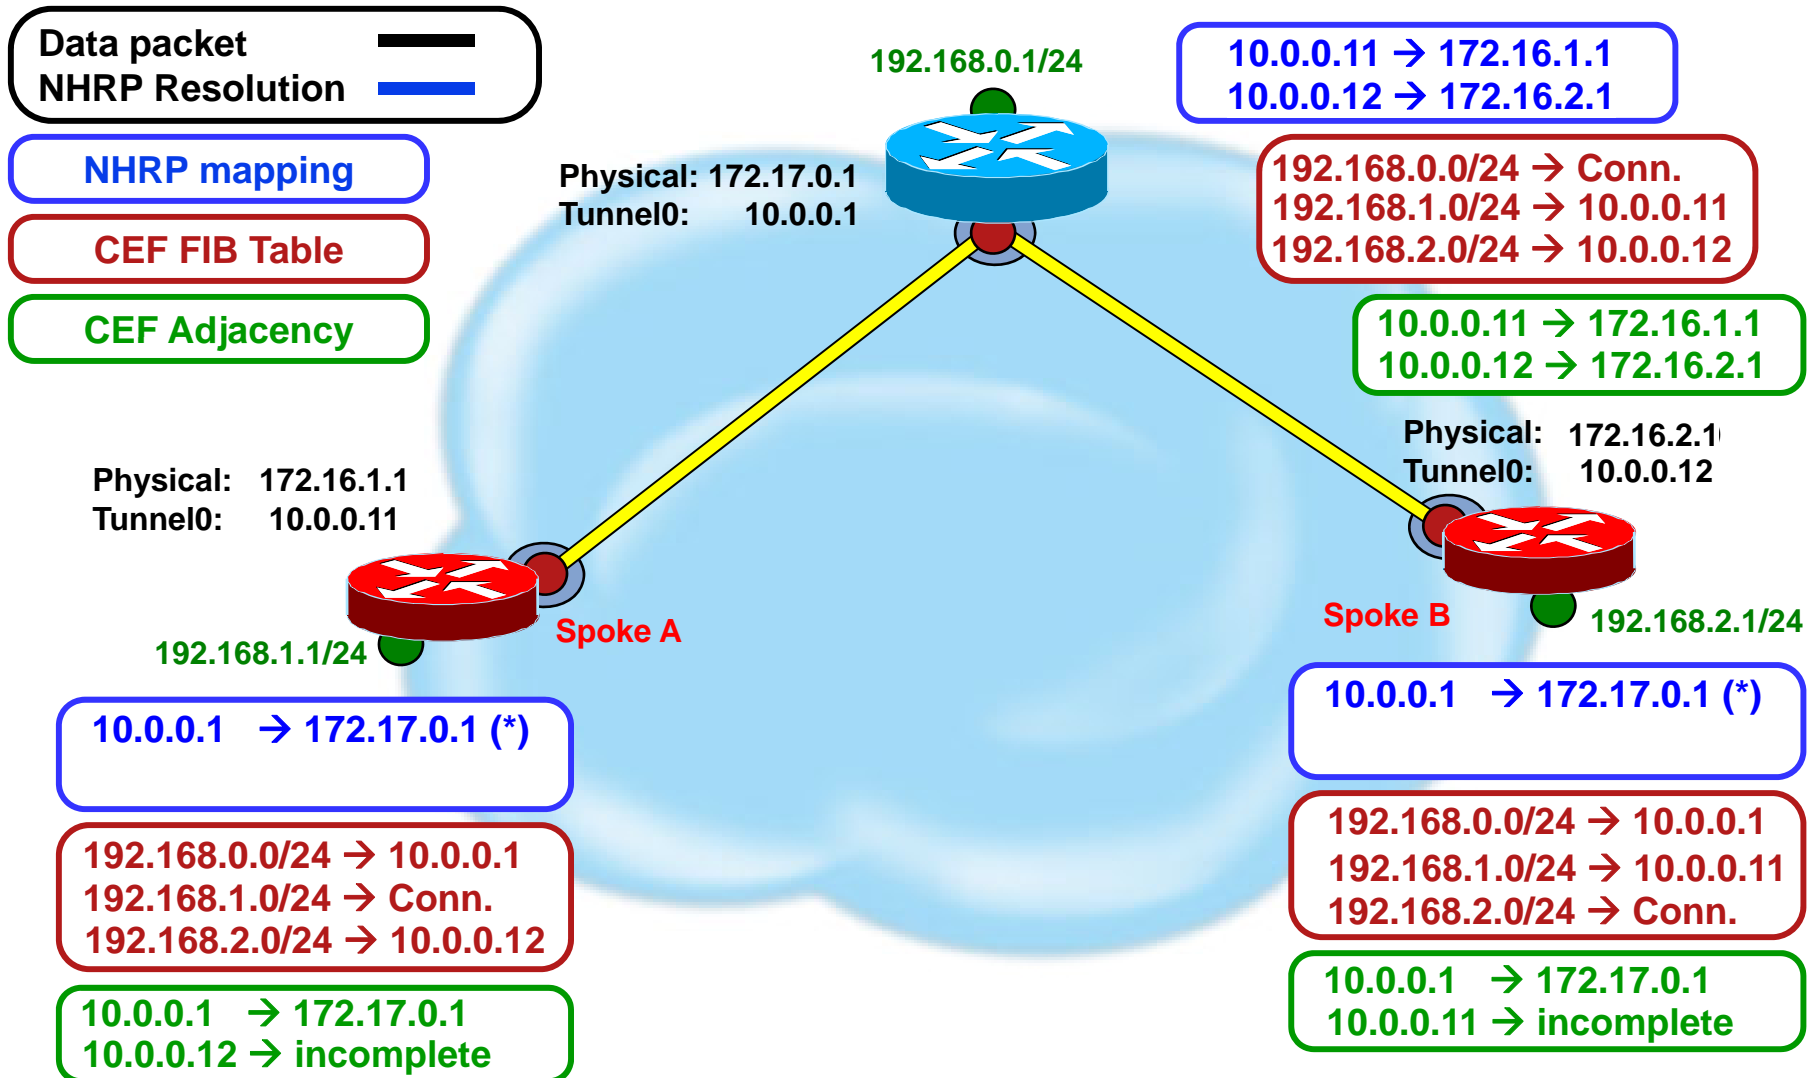 Data packet
NHRP Resolution
NHRP mapping
CEF FIB Table
CEF Adjacency
192.168.0.1/24
Physical: 172.17.0.1
Tunnel0: 10.0.0.1
10.0.0.11 → 172.16.1.1
10.0.0.12 → 172.16.2.1
192.168.0.0/24 → Conn.
192.168.1.0/24 → 10.0.0.11
192.168.2.0/24 → 10.0.0.12
10.0.0.11 → 172.16.1.1
10.0.0.12 → 172.16.2.1
Physical: 172.16.1.1
Tunnel0: 10.0.0.11
Spoke A
192.168.1.1/24
10.0.0.1 → 172.17.0.1 (*)
192.168.0.0/24 → 10.0.0.1
192.168.1.0/24 → Conn.
192.168.2.0/24 → 10.0.0.12
10.0.0.1 → 172.17.0.1
10.0.0.12 → incomplete
Physical: 172.16.2.1
Tunnel0: 10.0.0.12
Spoke B
192.168.2.1/24
10.0.0.1 → 172.17.0.1 (*)
192.168.0.0/24 → 10.0.0.1
192.168.1.0/24 → 10.0.0.11
192.168.2.0/24 → Conn.
10.0.0.1 → 172.17.0.1
10.0.0.11 → incomplete